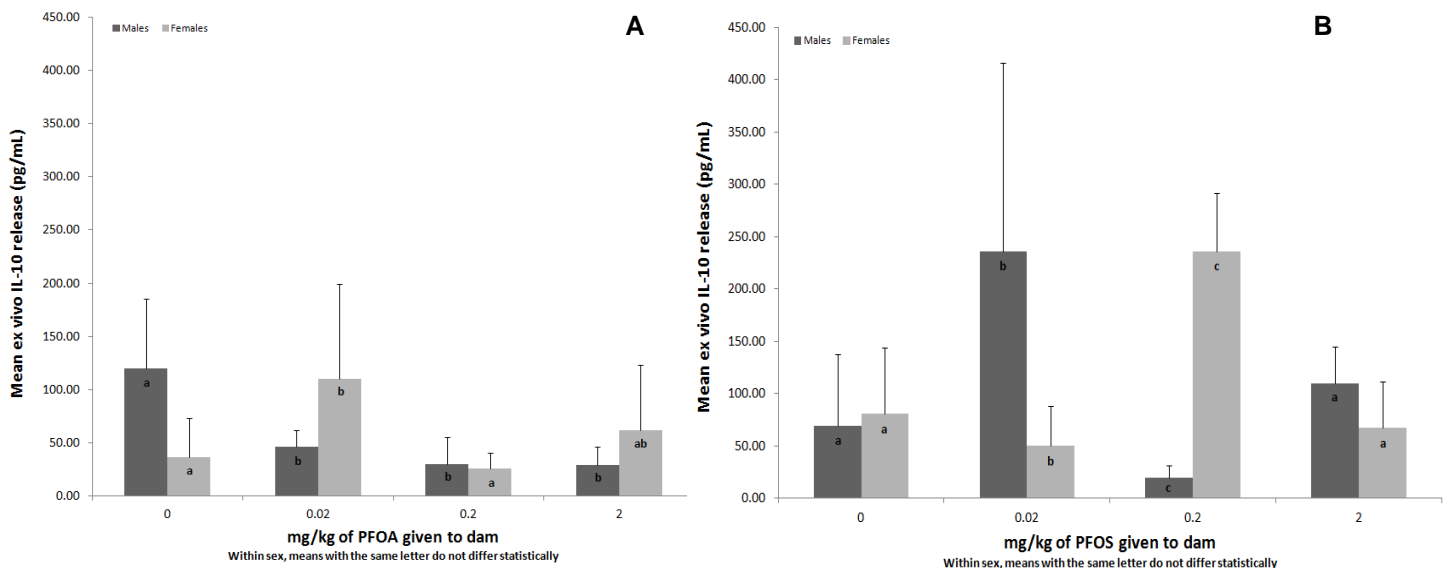 A
Males Females
Mean ex vivo IL-10 release (pg/mL)
450.00
400.00
350.00
300.00
250.00
200.00
150.00
100.00
50.00
0.00
a
a
b
b
b
a
b
ab
0 0.02 0.2 2
mg/kg of PFOA given to dam
Within sex, means with the same letter do not differ statistically
B
Males Females
Mean ex vivo IL-10 release (pg/mL)
450.00
400.00
350.00
300.00
250.00
200.00
150.00
100.00
50.00
0.00
a
a
b
b
c
c
a
a
0 0.02 0.2 2
mg/kg of PFOS given to dam
Within sex, means with the same letter do not differ statistically